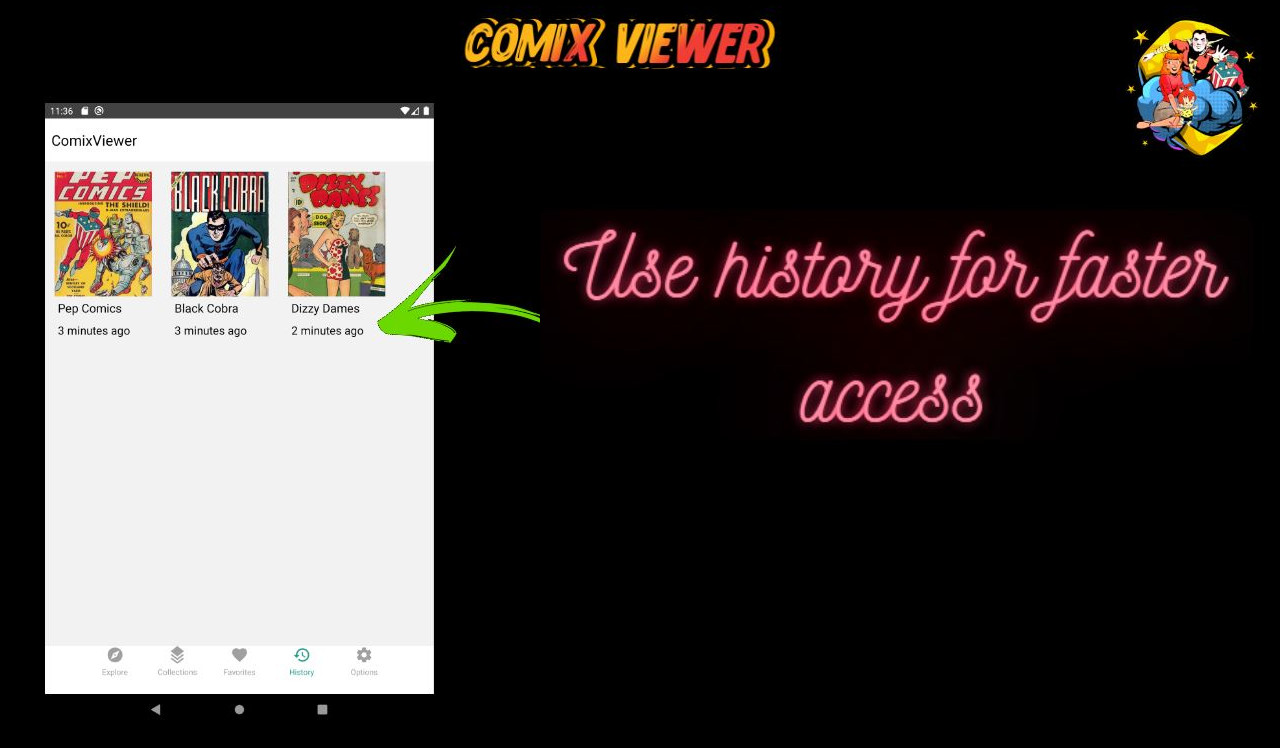 COMIX VIEWER
11:36
ComixViewer
PEP
COMICS
THE SHIELD!
10¢
BLACK COBRA
DIZZY
DAMES
Pep Comics
Black Cobra
Dizzy Dames
3 minutes ago
3 minutes ago
2 minutes ago
Use history for faster
access
Explore
Collections
Favorites
History
Options